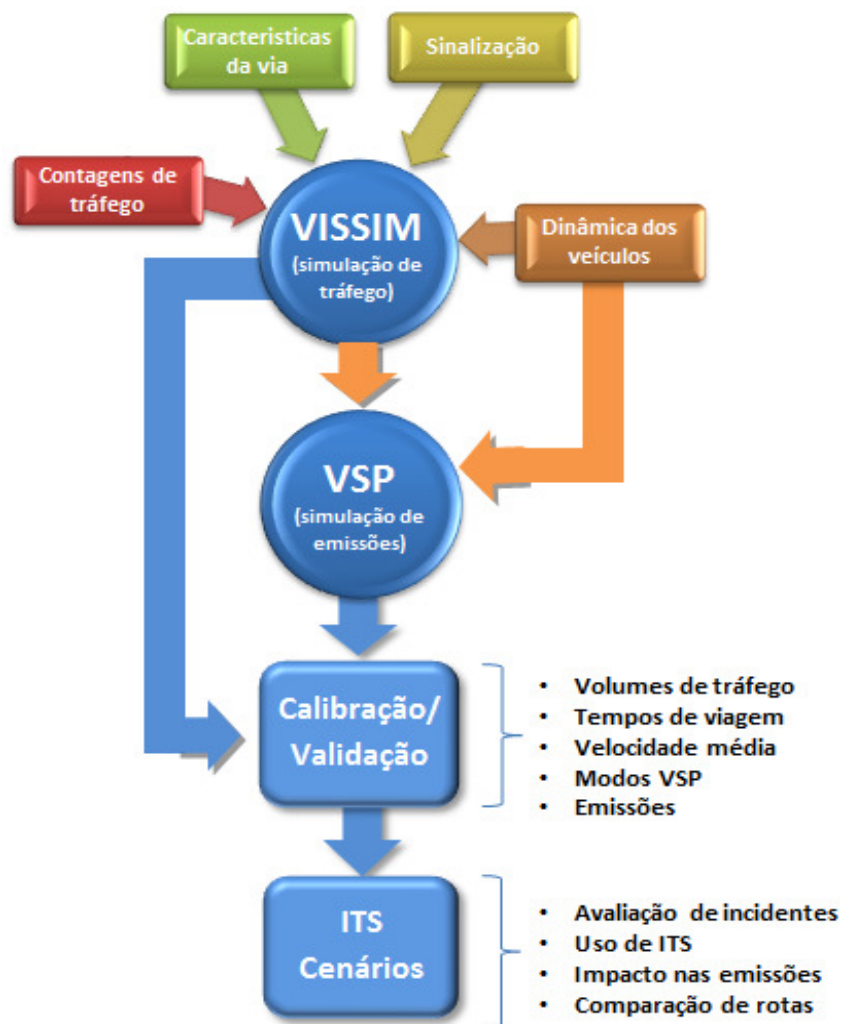 Caracteristicas
da via
Sinalização
Contagens de
tráfego
VISSIM
(simulação de
tráfego)
Dinâmica dos
veículos
VSP
(simulação de
emissões)
Calibração/
Validação
• Volumes de tráfego
• Tempos de viagem
• Velocidade média
• Modos VSP
• Emissões
ITS
Cenários
• Avaliação de incidentes
• Uso de ITS
• Impacto nas emissões
• Comparação de rotas